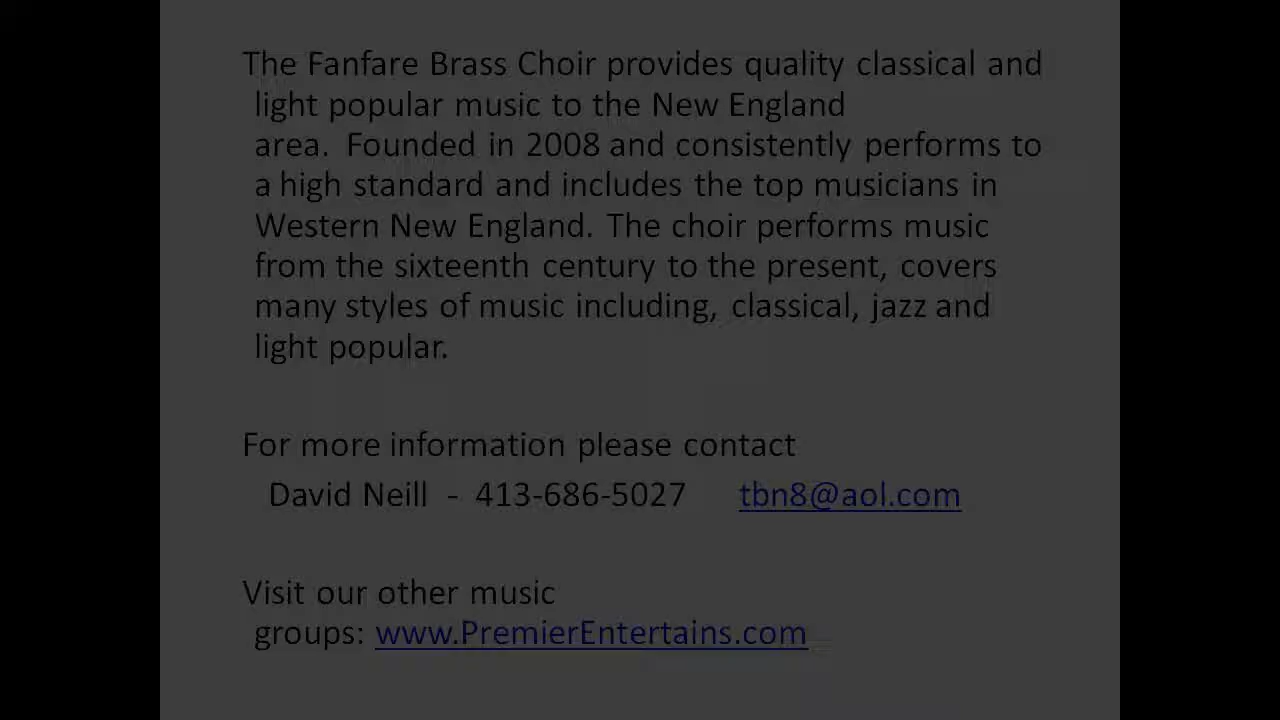 The Fanfare Brass Choir provides quality classical and
light popular music to the New England
area.  Founded in 2008 and consistently performs to
a high standard and includes the top musicians in
Western New England. The choir performs music
from the sixteenth century to the present, covers
many styles of music including, classical, jazz and
light popular.
For more information please contact
David Neill  -  413-686-5027 tbn8@aol.com
Visit our other music
groups: www.PremierEntertains.com